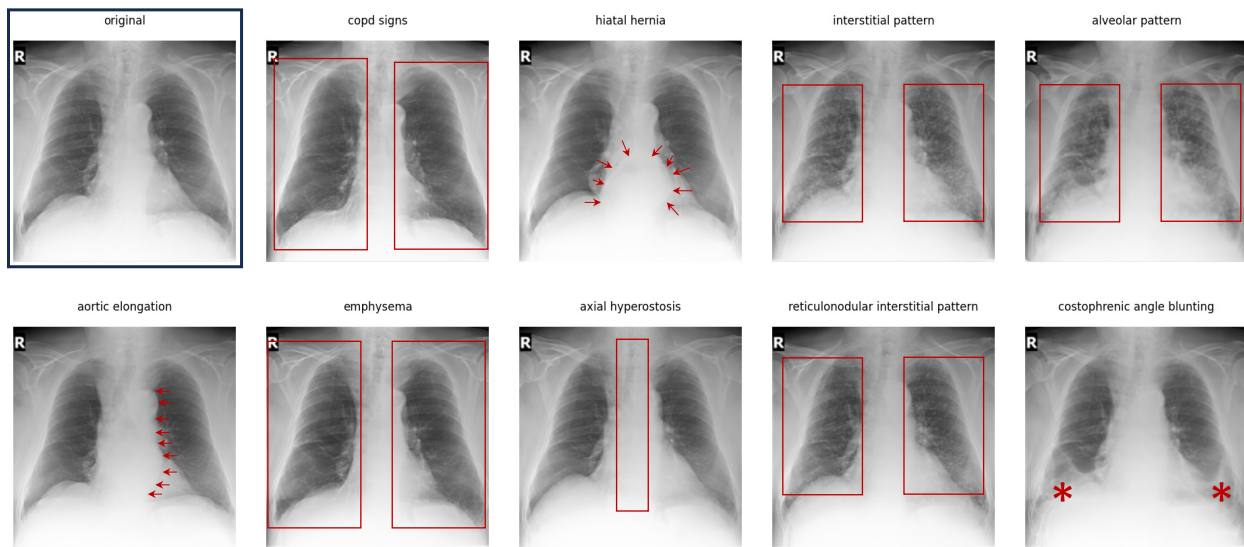 original
copd signs
hiatal hernia
interstitial pattern
alveolar pattern
R
R
R
R
R
aortic elongation
emphysema
axial hyperostosis
reticulonodular interstitial pattern
costophrenic angle blunting
R
R
R
R
R
*
*